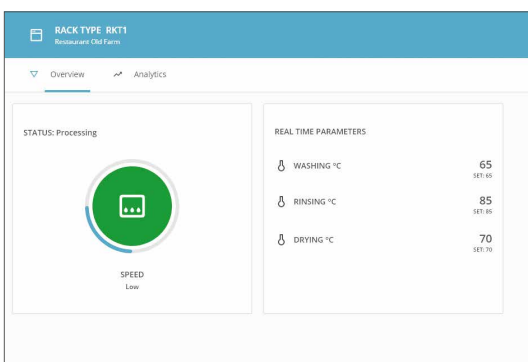 RACK TYPE RKT1
Restaurant Old Farm
Overview
Analytics
STATUS: Processing
SPEED
Low
REAL TIME PARAMETERS
WASHING °C
65
SET: 65
RINSING °C
85
SET: 85
DRYING °C
70
SET: 70